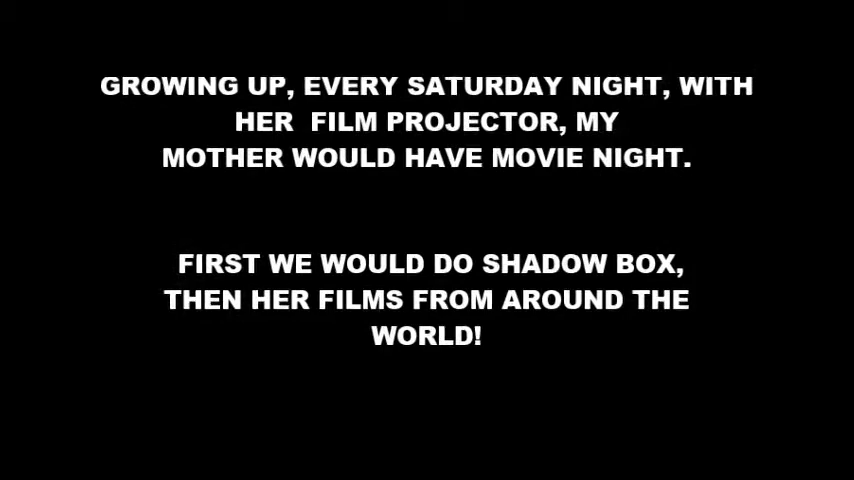 GROWING UP, EVERY SATURDAY NIGHT, WITH
HER FILM PROJECTOR, MY
MOTHER WOULD HAVE MOVIE NIGHT.
FIRST WE WOULD DO SHADOW BOX,
THEN HER FILMS FROM AROUND THE
WORLD!